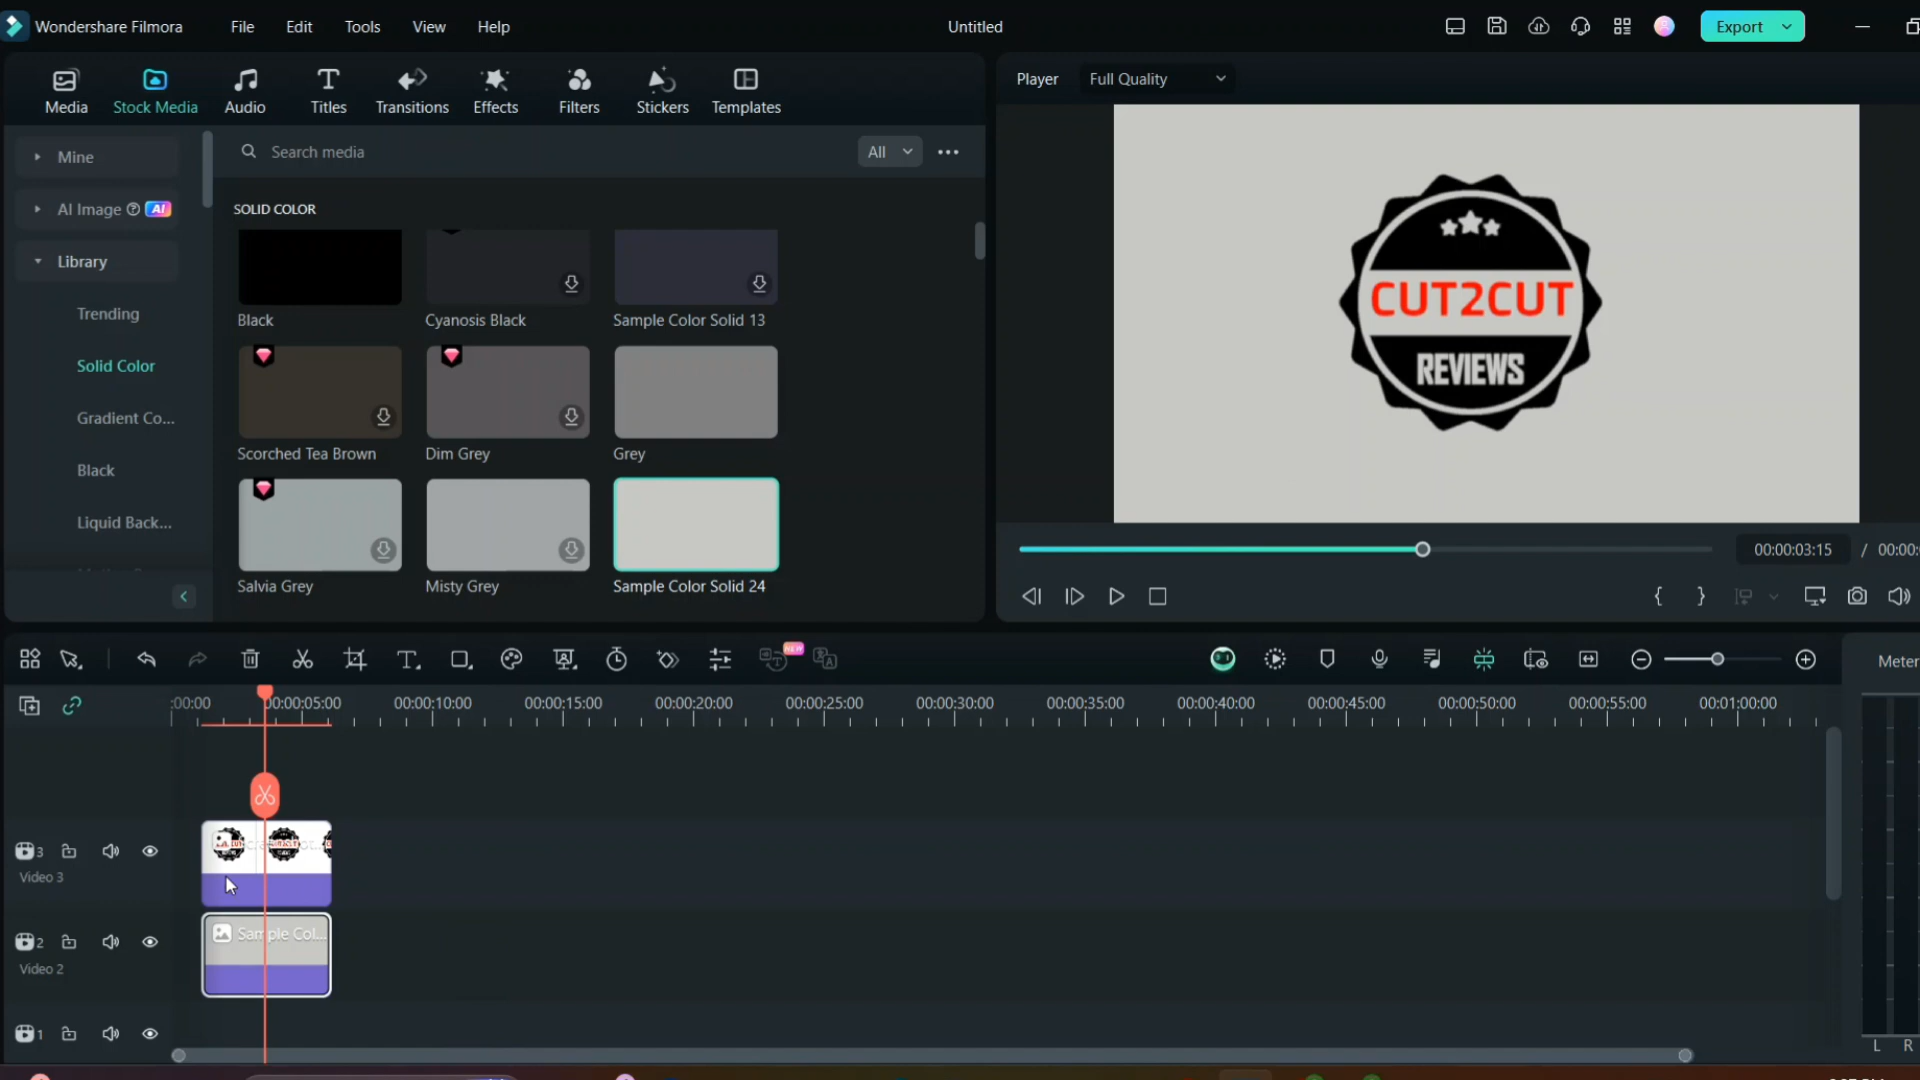 Wondershare Filmora File Edit Tools View Help Untitled Export
Media Stock Media Audio Titles Transitions Effects Filters Stickers Templates
Player Full Quality
Mine
AI Image AI
Library
Trending
Solid Color
Gradient Co...
Black
Liquid Back...
Search media All
SOLID COLOR
Black Cyanosis Black Sample Color Solid 13
Scorched Tea Brown Dim Grey Grey
Salvia Grey Misty Grey Sample Color Solid 24
CUT2CUT
REVIEWS
00:00:03:15 / 00:00:
NEW
Meter
:00:00 00:00:05:00 00:00:10:00 00:00:15:00 00:00:20:00 00:00:25:00 00:00:30:00 00:00:35:00 00:00:40:00 00:00:45:00 00:00:50:00 00:00:55:00 00:01:00:00
3
Video 3
2
Video 2
Sample Col...
1
L R